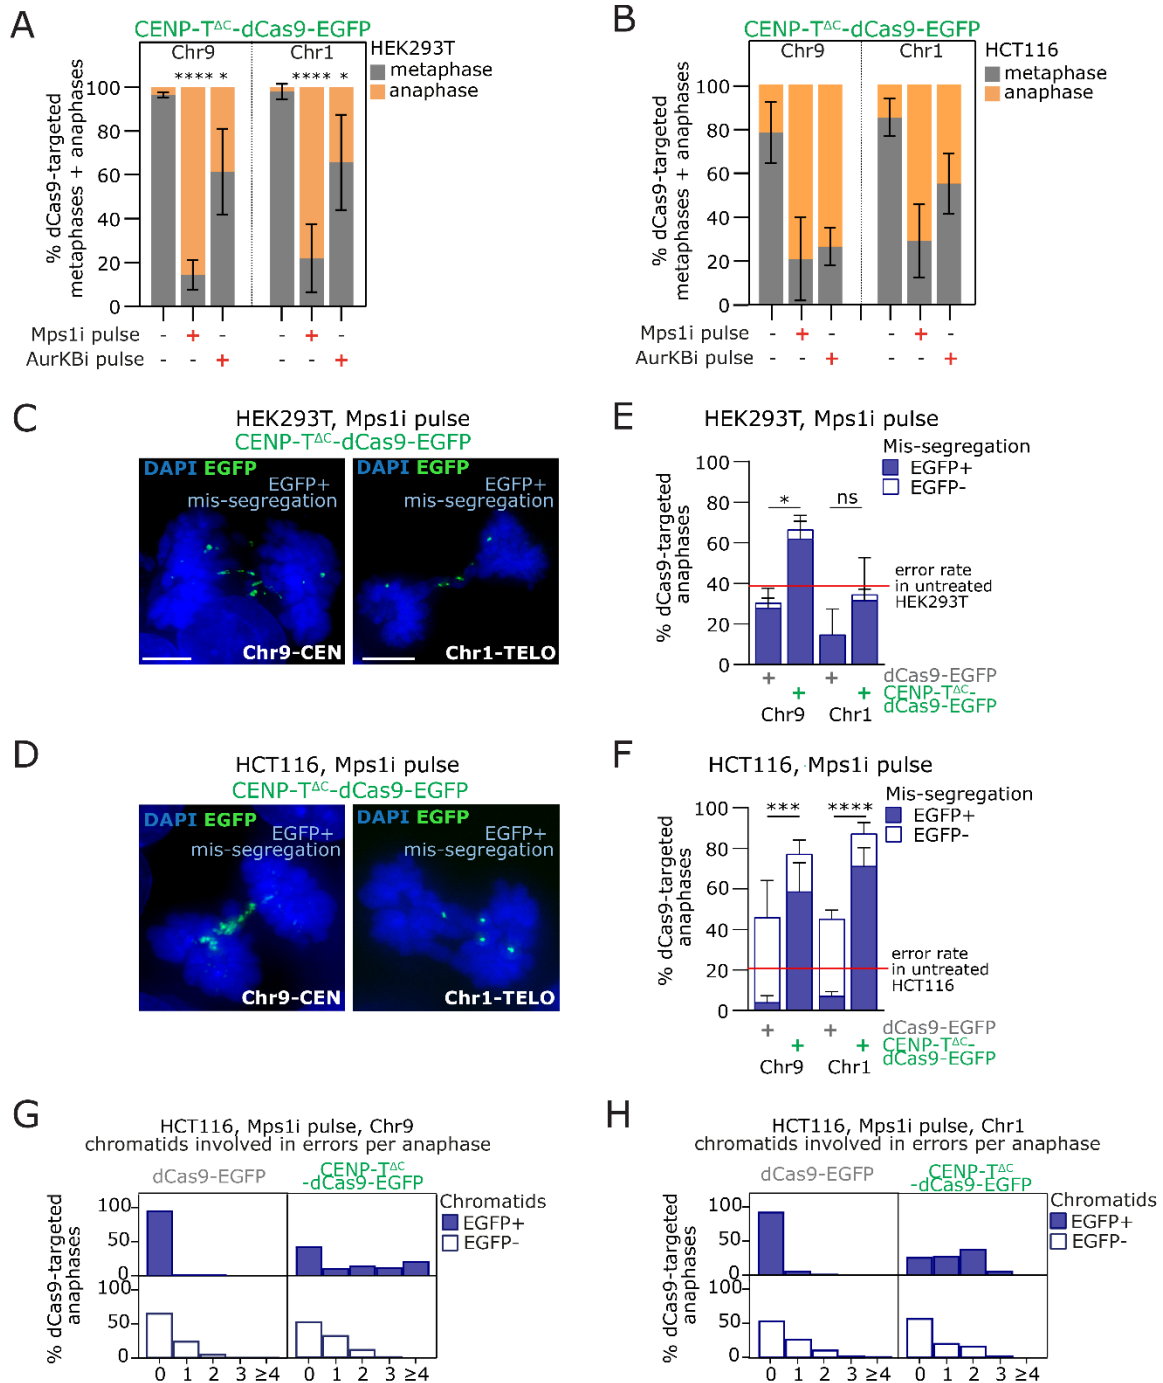 A
CENP-TΔC-dCas9-EGFP
Chr9 Chr1
HEK293T
metaphase
anaphase
**** * **** *
% dCas9-targeted
metaphases + anaphases
100
80
60
40
20
0
Mps1i pulse - + - - + -
AurKBi pulse - - + - - +
B
CENP-TΔC-dCas9-EGFP
Chr9 Chr1
HCT116
metaphase
anaphase
% dCas9-targeted
metaphases + anaphases
100
80
60
40
20
0
Mps1i pulse - + - - + -
AurKBi pulse - - + - - +
C
HEK293T, Mps1i pulse
CENP-TΔC-dCas9-EGFP
DAPI EGFP
EGFP+
mis-segregation
Chr9-CEN
DAPI EGFP
EGFP+
mis-segregation
Chr1-TELO
E
HEK293T, Mps1i pulse
Mis-segregation
EGFP+
EGFP-
% dCas9-targeted
anaphases
100
80
60
40
20
0
* ns
error rate
in untreated
HEK293T
+ + dCas9-EGFP
+ + CENP-TΔC-
dCas9-EGFP
Chr9 Chr1
D
HCT116, Mps1i pulse
CENP-TΔC-dCas9-EGFP
DAPI EGFP
EGFP+
mis-segregation
Chr9-CEN
DAPI EGFP
EGFP+
mis-segregation
Chr1-TELO
F
HCT116, Mps1i pulse
Mis-segregation
EGFP+
EGFP-
% dCas9-targeted
anaphases
100
80
60
40
20
0
*** ****
error rate
in untreated
HCT116
+ + dCas9-EGFP
+ + CENP-TΔC-
dCas9-EGFP
Chr9 Chr1
G
HCT116, Mps1i pulse, Chr9
chromatids involved in errors per anaphase
dCas9-EGFP
CENP-TΔC
-dCas9-EGFP
Chromatids
EGFP+
EGFP-
% dCas9-targeted
anaphases
100
50
0
100
50
0
0 1 2 3 ≥4 0 1 2 3 ≥4
H
HCT116, Mps1i pulse, Chr1
chromatids involved in errors per anaphase
dCas9-EGFP
CENP-TΔC
-dCas9-EGFP
Chromatids
EGFP+
EGFP-
% dCas9-targeted
anaphases
100
50
0
100
50
0
0 1 2 3 ≥4 0 1 2 3 ≥4